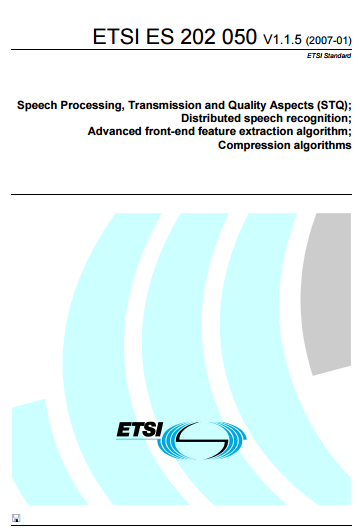 ETSI ES 202 050 V1.1.5 (2007-01)
ETSI Standard
Speech Processing, Transmission and Quality Aspects (STQ);
Distributed speech recognition;
Advanced front-end feature extraction algorithm;
Compression algorithms
ETSI